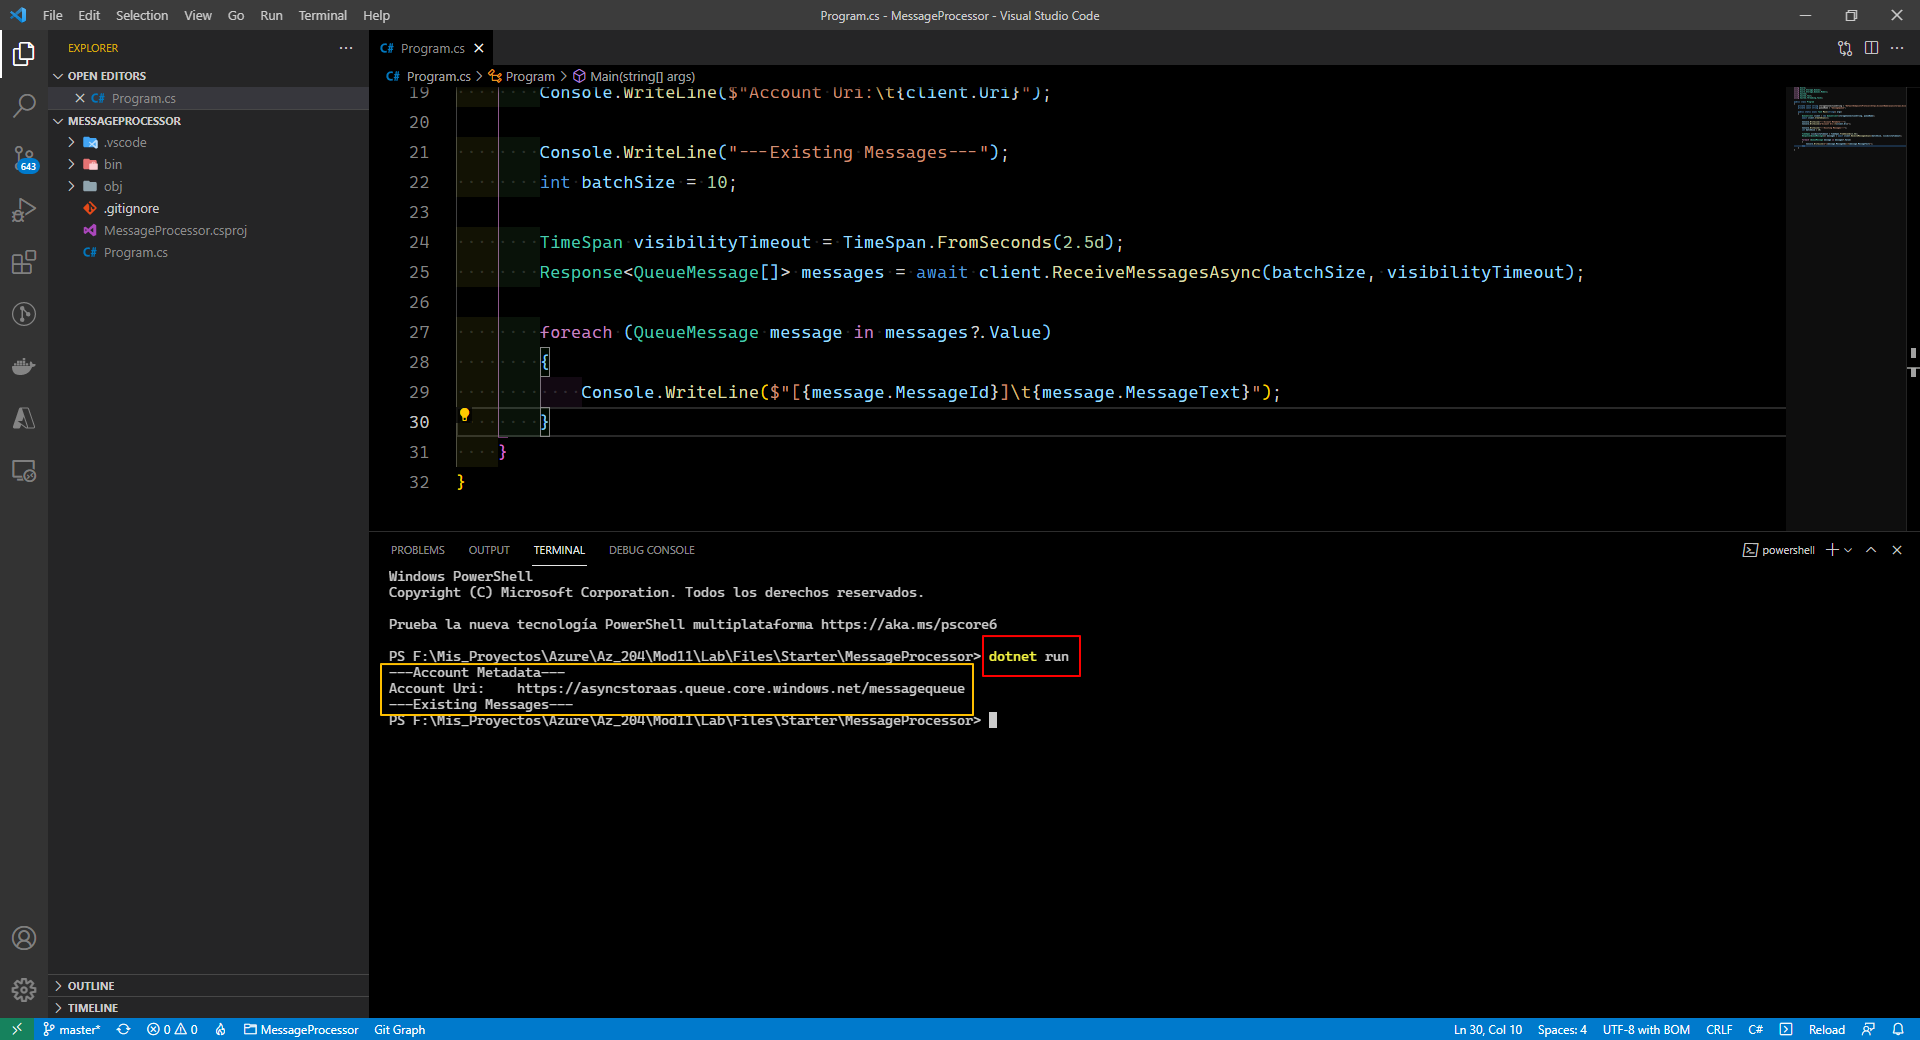 File Edit Selection View Go Run Terminal Help
Program.cs - MessageProcessor - Visual Studio Code
EXPLORER
OPEN EDITORS
C# Program.cs
MESSAGEPROCESSOR
.vscode
bin
obj
.gitignore
MessageProcessor.csproj
C# Program.cs
643
OUTLINE
TIMELINE
C# Program.cs
C# Program.cs > Program > Main(string[] args)
19 Console.WriteLine($"Account Uri:\t{client.Uri}");
20
21 Console.WriteLine("---Existing Messages---");
22 int batchSize = 10;
23
24 TimeSpan visibilityTimeout = TimeSpan.FromSeconds(2.5d);
25 Response<QueueMessage[]> messages = await client.ReceiveMessagesAsync(batchSize, visibilityTimeout);
26
27 foreach (QueueMessage message in messages?.Value)
28 {
29 Console.WriteLine($"[{message.MessageId}]\t{message.MessageText}");
30 }
31 }
32 }
PROBLEMS OUTPUT TERMINAL DEBUG CONSOLE
powershell
Windows PowerShell
Copyright (C) Microsoft Corporation. Todos los derechos reservados.
Prueba la nueva tecnología PowerShell multiplataforma https://aka.ms/pscore6
PS F:\Mis_Proyectos\Azure\Az_204\Mod11\Lab\Files\Starter\MessageProcessor> dotnet run
---Account Metadata---
Account Uri: https://asyncstoraas.queue.core.windows.net/messagequeue
---Existing Messages---
PS F:\Mis_Proyectos\Azure\Az_204\Mod11\Lab\Files\Starter\MessageProcessor>
master* 0 0 MessageProcessor Git Graph
Ln 30, Col 10 Spaces: 4 UTF-8 with BOM CRLF C# Reload